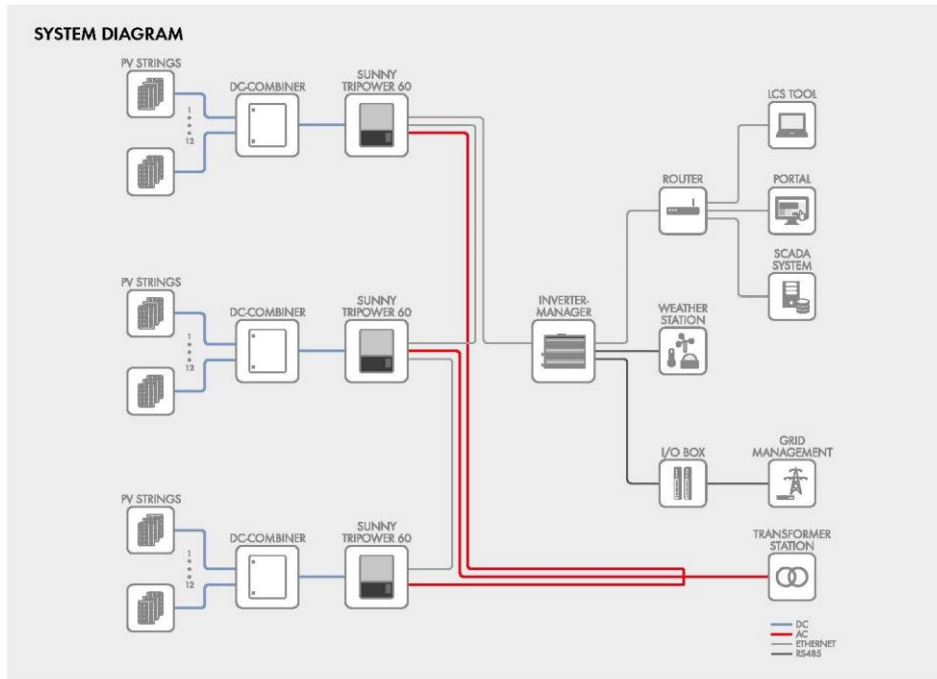 SYSTEM DIAGRAM
PV STRINGS
DC-COMBINER
SUNNY
TRIPOWER 60
1
12
LCS TOOL
ROUTER
PORTAL
SCADA
SYSTEM
PV STRINGS
DC-COMBINER
SUNNY
TRIPOWER 60
1
12
INVERTER-
MANAGER
WEATHER
STATION
I/O BOX
GRID
MANAGEMENT
PV STRINGS
DC-COMBINER
SUNNY
TRIPOWER 60
1
12
TRANSFORMER
STATION
DC
AC
ETHERNET
RS485